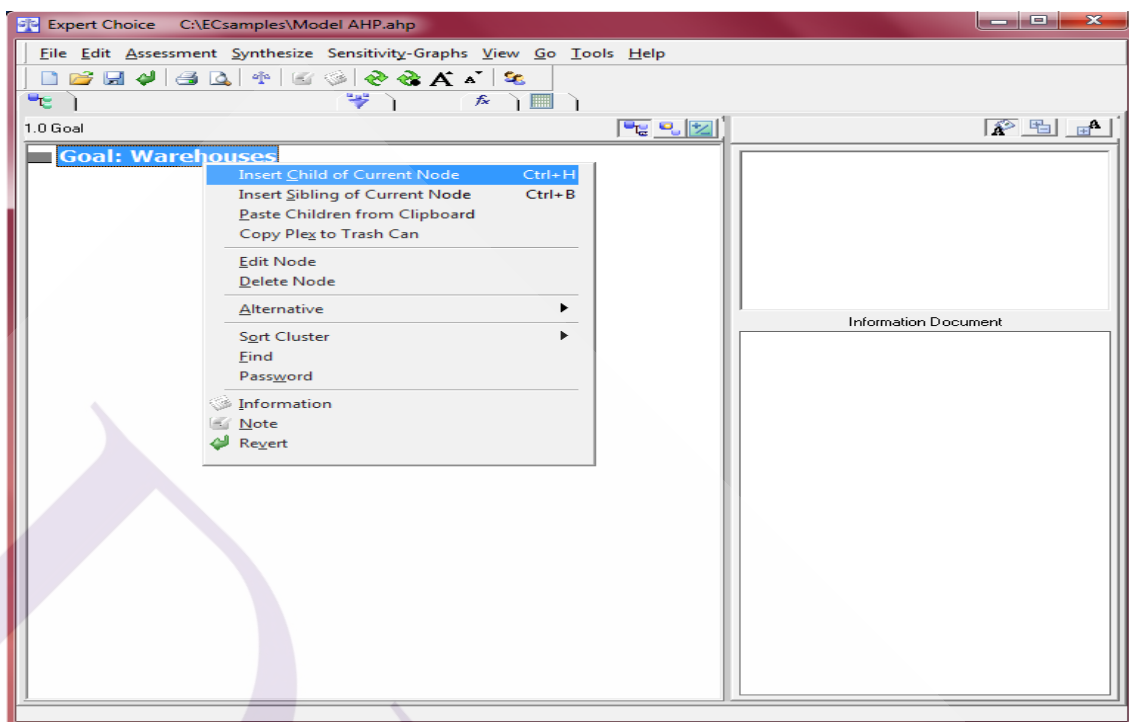 Expert Choice C:\ECsamples\Model AHP.ahp
File Edit Assessment Synthesize Sensitivity-Graphs View Go Tools Help
1.0 Goal
Goal: Warehouses
Insert Child of Current Node Ctrl+H
Insert Sibling of Current Node Ctrl+B
Paste Children from Clipboard
Copy Plex to Trash Can
Edit Node
Delete Node
Alternative
Sort Cluster
Find
Password
Information
Note
Revert
Information Document